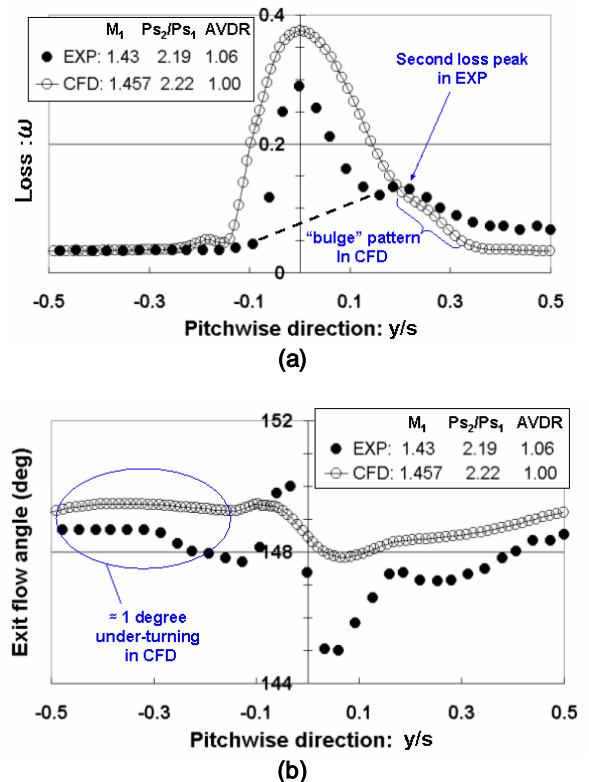 0.4
M₁ Ps₂/Ps₁ AVDR
EXP: 1.43 2.19 1.06
CFD: 1.457 2.22 1.00
Second loss peak
in EXP
Loss :ω
0.2
"bulge" pattern
In CFD
0
-0.5 -0.3 -0.1 0.1 0.3 0.5
Pitchwise direction: y/s
(a)
152
M₁ Ps₂/Ps₁ AVDR
EXP: 1.43 2.19 1.06
CFD: 1.457 2.22 1.00
Exit flow angle (deg)
148
≈ 1 degree
under-turning
in CFD
144
-0.5 -0.3 -0.1 0.1 0.3 0.5
Pitchwise direction: y/s
(b)